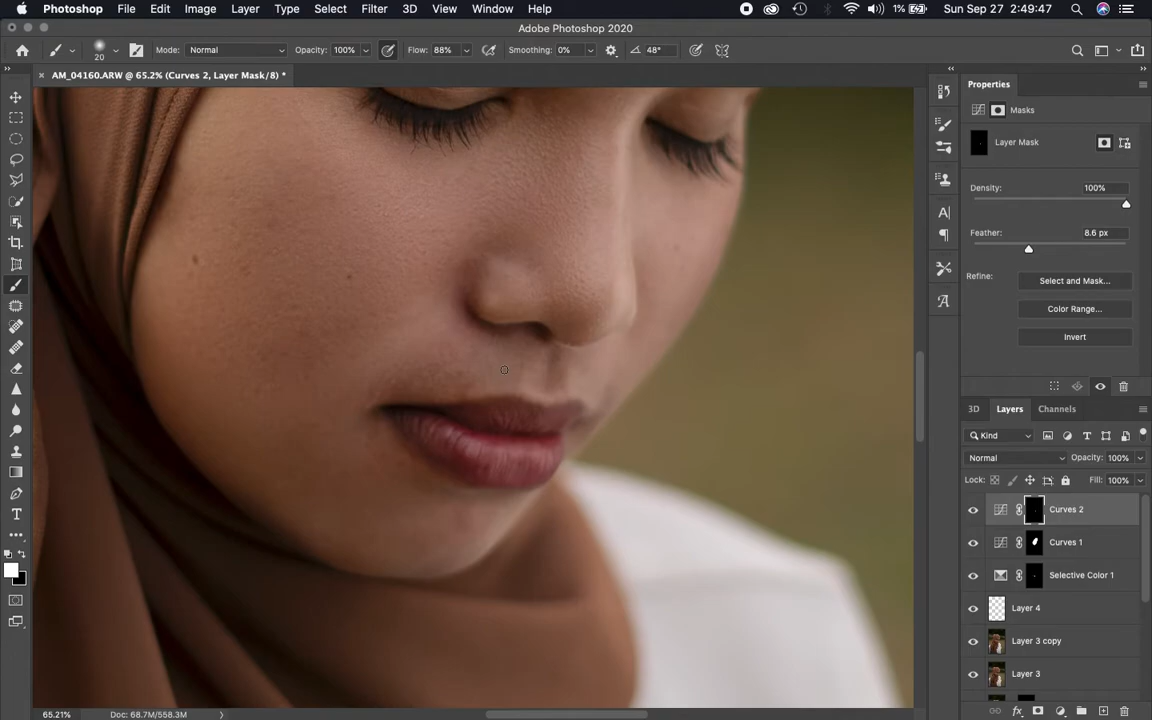 Photoshop File Edit Image Layer Type Select Filter 3D View Window Help 1% Sun Sep 27 2:49:47
Adobe Photoshop 2020
20 Mode: Normal Opacity: 100% Flow: 88% Smoothing: 0% 48°
AM_04160.ARW @ 65.2% (Curves 2, Layer Mask/8) *
Properties
Masks
Layer Mask
Density: 100%
Feather: 8.6 px
Refine: Select and Mask...
Color Range...
Invert
3D Layers Channels
Kind
Normal Opacity: 100%
Lock: Fill: 100%
Curves 2
Curves 1
Selective Color 1
Layer 4
Layer 3 copy
Layer 3
65.21% Doc: 68.7M/558.3M